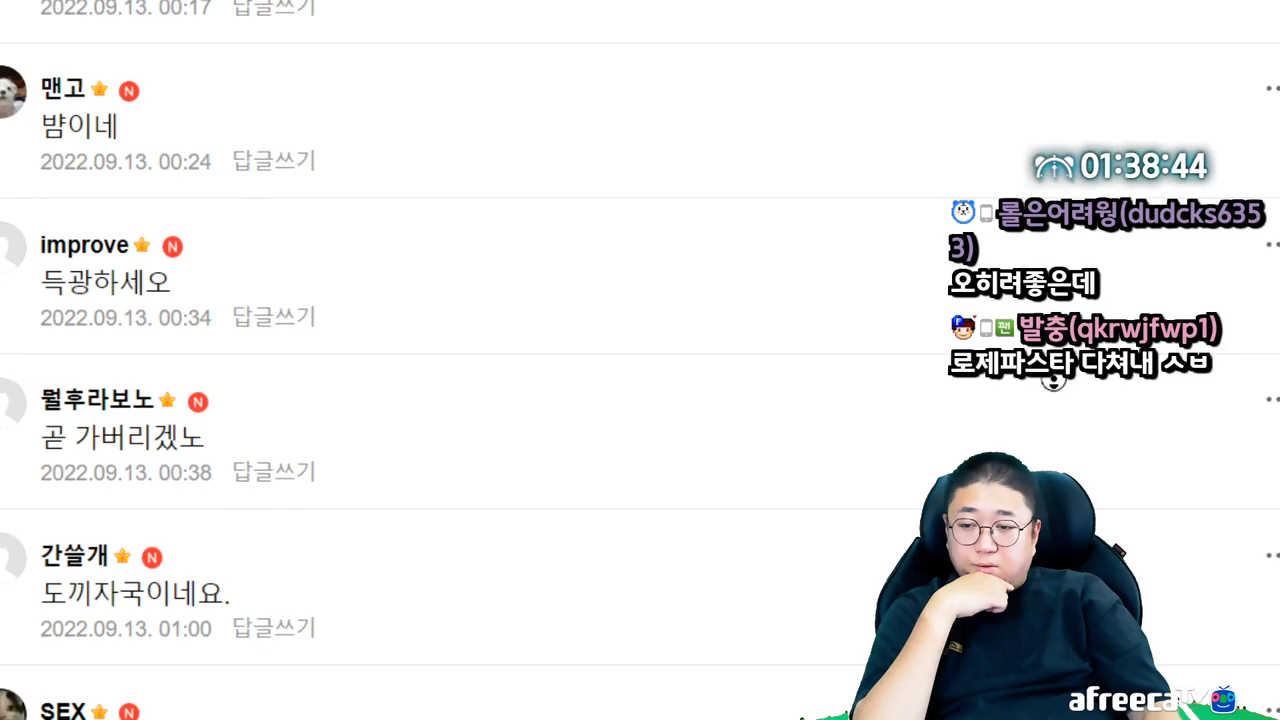 2022.09.13. 00:17 답글쓰기
맨고 N
뱜이네
2022.09.13. 00:24 답글쓰기
improve N
득광하세오
2022.09.13. 00:34 답글쓰기
뭘후라보노 N
곧 가버리겠노
2022.09.13. 00:38 답글쓰기
간쓸개 N
도끼자국이네요.
2022.09.13. 01:00 답글쓰기
SEX N
01:38:44
롤은어려웡(dudcks635
3)
오히려좋은데
팬 발충(qkrwjfwp1)
로제파스타 다쳐내 ㅅㅂ
afreecaTV